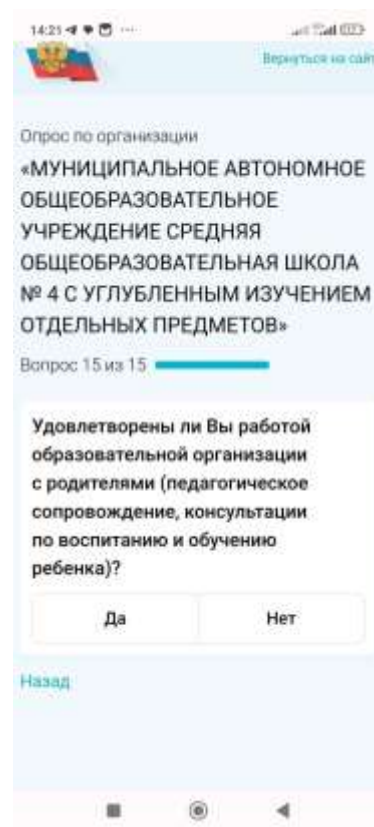 14:21
Вернуться на сайт
Опрос по организации
«МУНИЦИПАЛЬНОЕ АВТОНОМНОЕ
ОБЩЕОБРАЗОВАТЕЛЬНОЕ
УЧРЕЖДЕНИЕ СРЕДНЯЯ
ОБЩЕОБРАЗОВАТЕЛЬНАЯ ШКОЛА
№ 4 С УГЛУБЛЕННЫМ ИЗУЧЕНИЕМ
ОТДЕЛЬНЫХ ПРЕДМЕТОВ»
Вопрос 15 из 15
Удовлетворены ли Вы работой
образовательной организации
с родителями (педагогическое
сопровождение, консультации
по воспитанию и обучению
ребенка)?
Да Нет
Назад